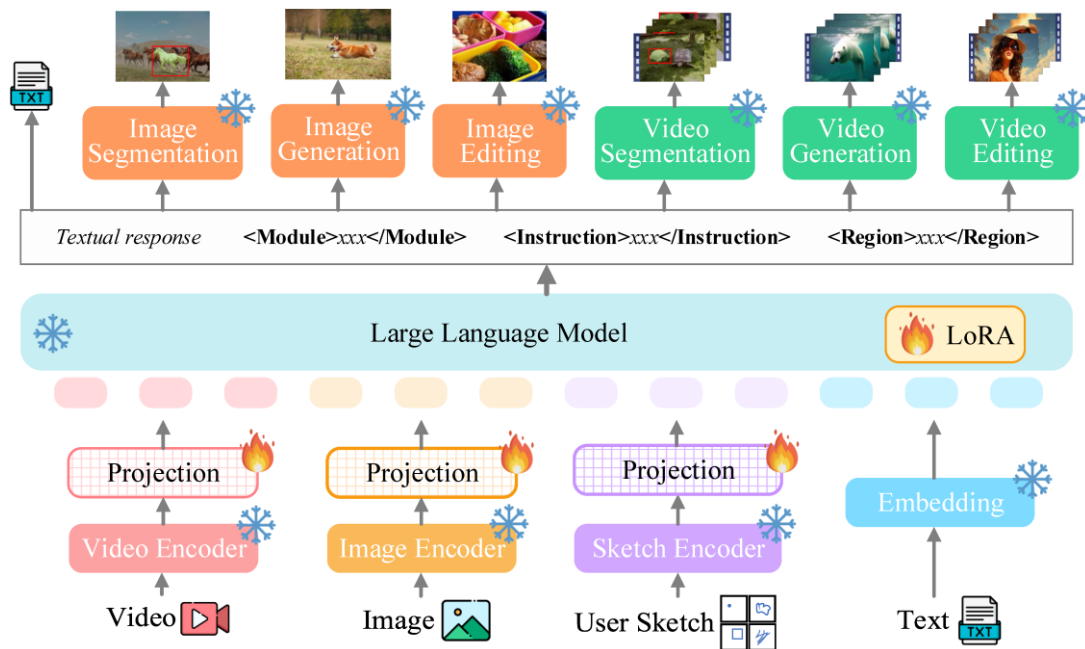 TXT
Image
Segmentation
Image
Generation
Image
Editing
Video
Segmentation
Video
Generation
Video
Editing
Textual response <Module>xxx</Module> <Instruction>xxx</Instruction> <Region>xxx</Region>
Large Language Model
LoRA
Projection
Projection
Projection
Embedding
Video Encoder
Image Encoder
Sketch Encoder
Video
Image
User Sketch
Text
TXT